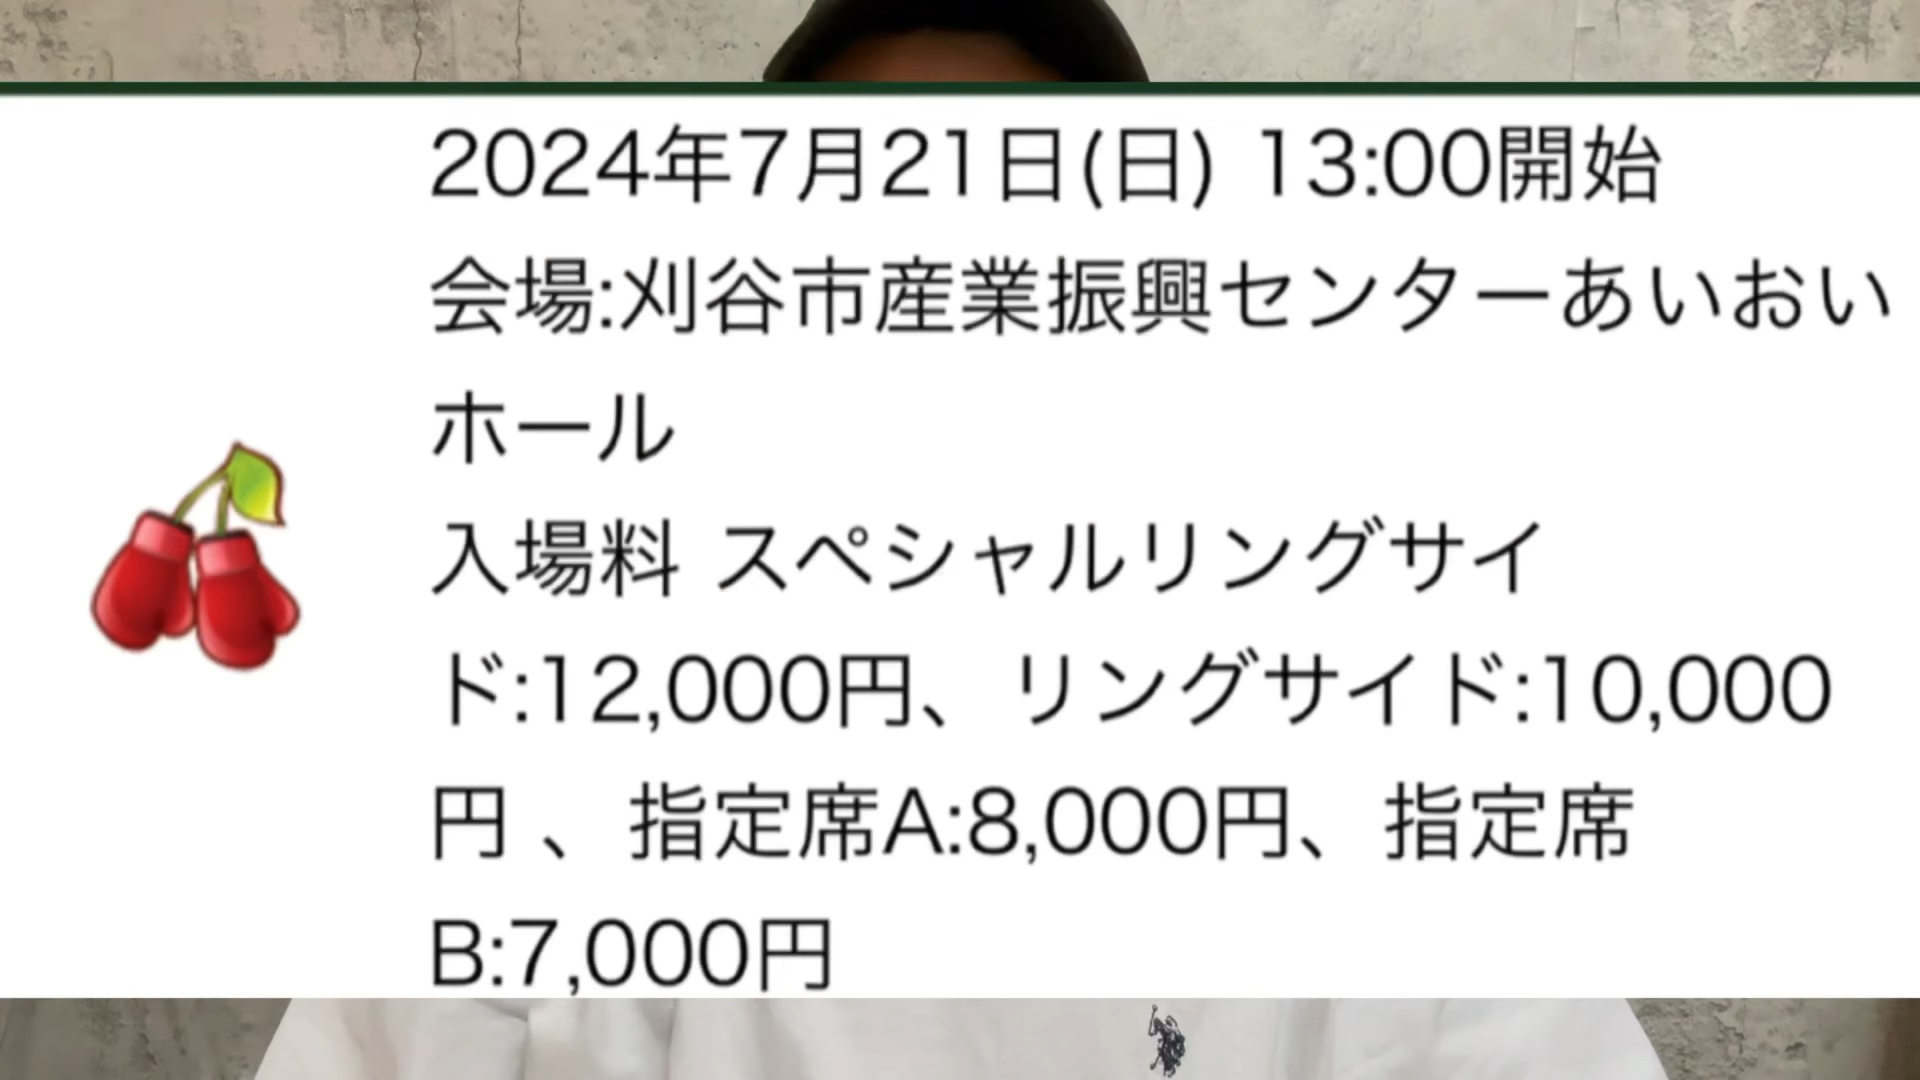 2024年7月21日(日) 13:00開始
会場:刈谷市産業振興センターあいおい
ホール
入場料 スペシャルリングサイ
ド:12,000円、リングサイド:10,000
円 、指定席A:8,000円、指定席
B:7,000円